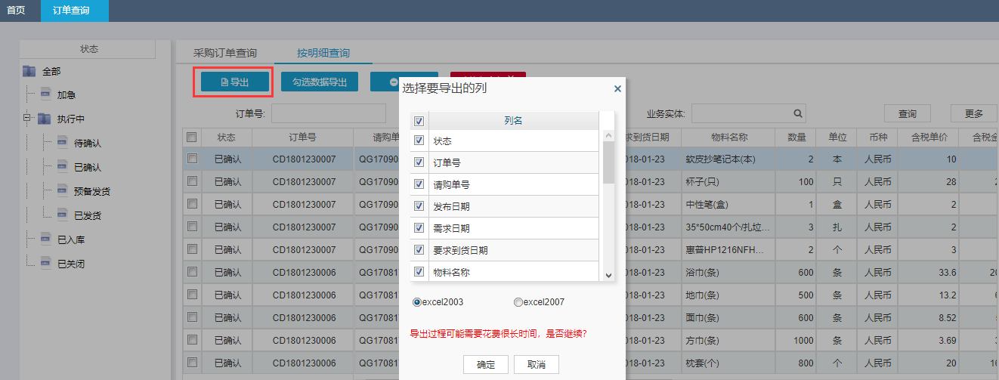 首页 订单查询
状态
全部
加急
执行中
待确认
已确认
预备发货
已发货
已入库
已关闭
采购订单查询 按明细查询
导出 勾选数据导出
订单号: 业务实体: 查询 更多
状态 订单号 请购单 求到货日期 物料名称 数量 单位 币种 含税单价 含税金
已确认 CD1801230007 QG17090 018-01-23 软皮抄笔记本(本) 2 本 人民币 10
已确认 CD1801230007 QG17090 018-01-23 杯子(只) 100 只 人民币 28 2
已确认 CD1801230007 QG17090 018-01-23 中性笔(盒) 1 盒 人民币 2
已确认 CD1801230007 QG17090 018-01-23 35*50cm40个/扎垃... 3 扎 人民币 2
已确认 CD1801230007 QG17090 018-01-23 惠普HP1216NFH... 2 个 人民币 3
已确认 CD1801230006 QG17081 018-01-23 浴巾(条) 600 条 人民币 33.6 20
已确认 CD1801230006 QG17081 018-01-23 地巾(条) 500 条 人民币 13.2 6
已确认 CD1801230006 QG17081 018-01-23 面巾(条) 600 条 人民币 8.52
已确认 CD1801230006 QG17081 018-01-23 方巾(条) 1000 条 人民币 3.69 3
已确认 CD1801230006 QG17081 018-01-23 枕套(个) 800 个 人民币 20 16
选择要导出的列 ×
列名
状态
订单号
请购单号
发布日期
需求日期
要求到货日期
物料名称
excel2003 excel2007
导出过程可能需要花费很长时间，是否继续?
确定 取消